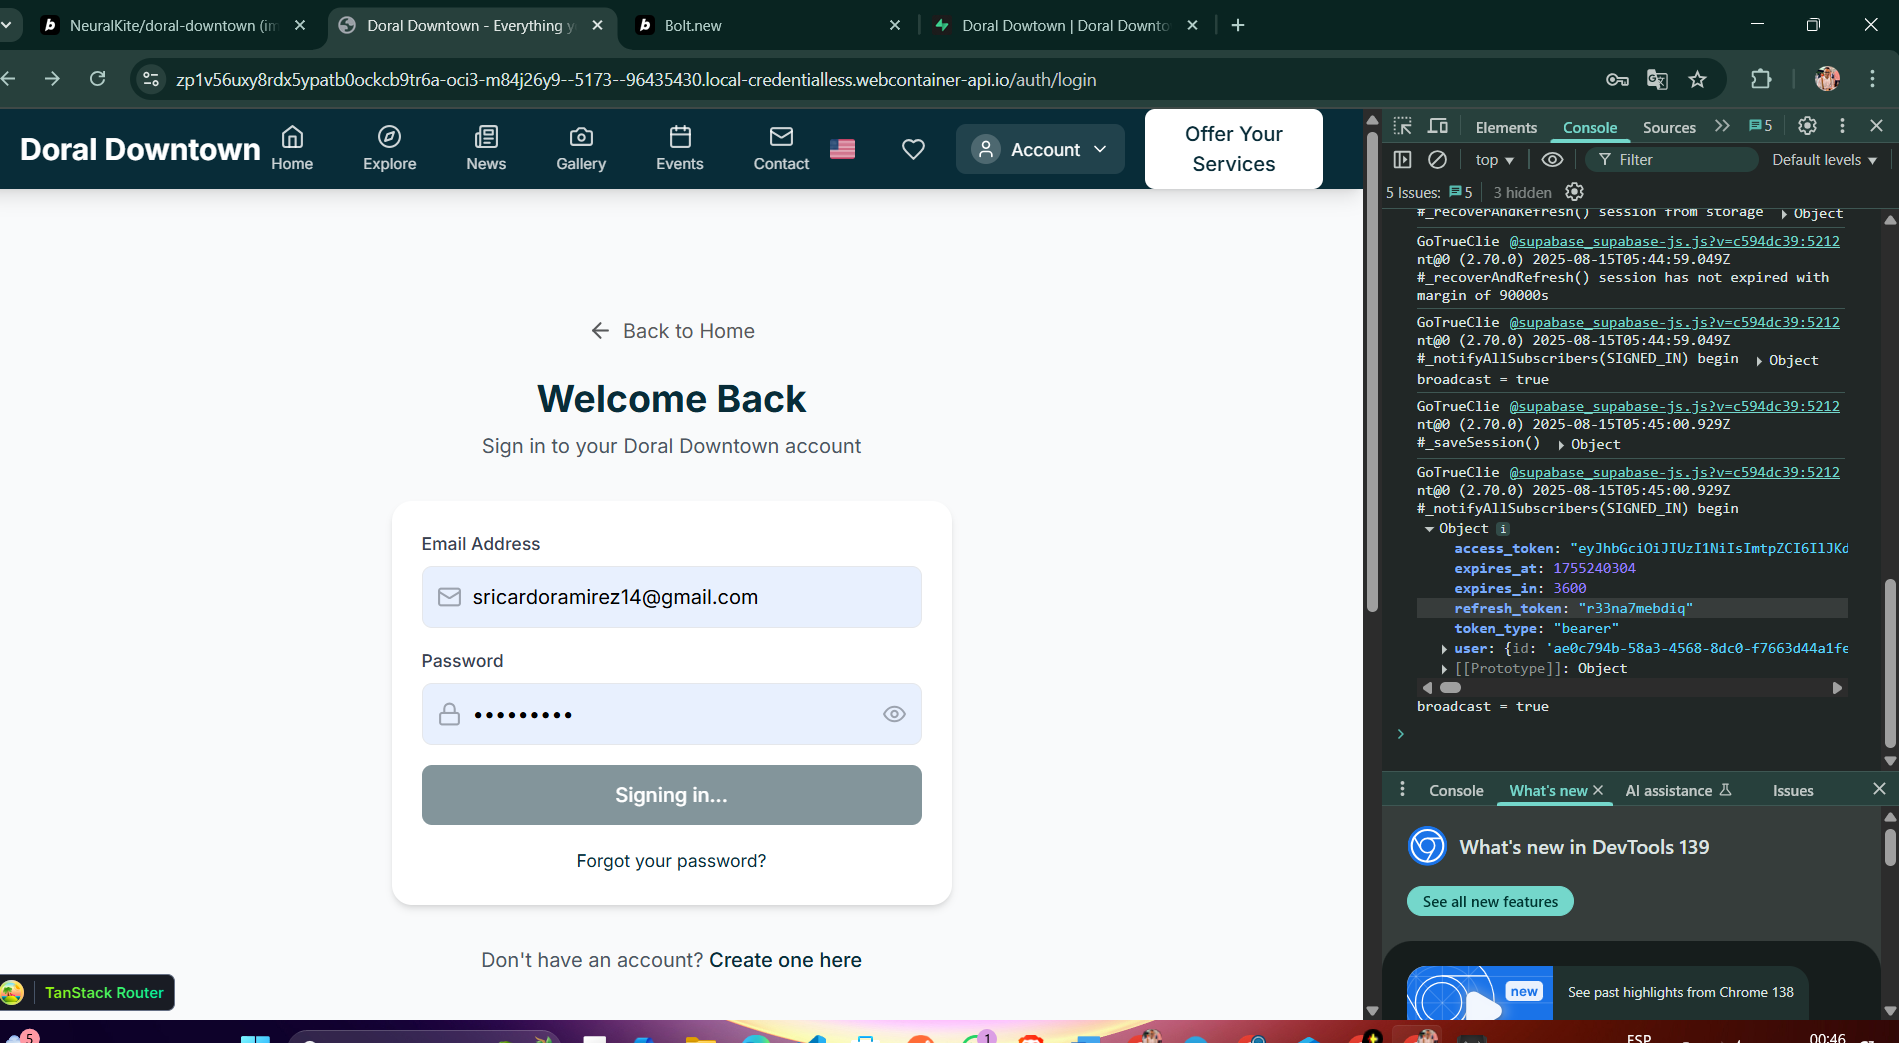 NeuralKite/doral-downtown (im
Doral Downtown - Everything y
Bolt.new
Doral Dowtown | Doral Downto
zp1v56uxy8rdx5ypatb0ockcb9tr6a-oci3-m84j26y9--5173--96435430.local-credentialless.webcontainer-api.io/auth/login
Doral Downtown
Home
Explore
News
Gallery
Events
Contact
Account
Offer Your
Services
Back to Home
Welcome Back
Sign in to your Doral Downtown account
Email Address
sricardoramirez14@gmail.com
Password
•••••••••
Signing in...
Forgot your password?
Don't have an account? Create one here
TanStack Router
Elements
Console
Sources
5
top
Filter
Default levels
5 Issues: 5
3 hidden
#_recoverAndRefresh() session from storage Object
GoTrueClie @supabase_supabase-js.js?v=c594dc39:5212
nt@0 (2.70.0) 2025-08-15T05:44:59.049Z
#_recoverAndRefresh() session has not expired with
margin of 90000s
GoTrueClie @supabase_supabase-js.js?v=c594dc39:5212
nt@0 (2.70.0) 2025-08-15T05:44:59.049Z
#_notifyAllSubscribers(SIGNED_IN) begin Object
broadcast = true
GoTrueClie @supabase_supabase-js.js?v=c594dc39:5212
nt@0 (2.70.0) 2025-08-15T05:45:00.929Z
#_saveSession() Object
GoTrueClie @supabase_supabase-js.js?v=c594dc39:5212
nt@0 (2.70.0) 2025-08-15T05:45:00.929Z
#_notifyAllSubscribers(SIGNED_IN) begin
Object i
access_token: "eyJhbGciOiJIUzI1NiIsImtpZCI6IlJKd
expires_at: 1755240304
expires_in: 3600
refresh_token: "r33na7mebdiq"
token_type: "bearer"
user: {id: 'ae0c794b-58a3-4568-8dc0-f7663d44a1fe
[[Prototype]]: Object
broadcast = true
Console
What's new
AI assistance
Issues
What's new in DevTools 139
See all new features
new
See past highlights from Chrome 138
5
1
ESP
00:46